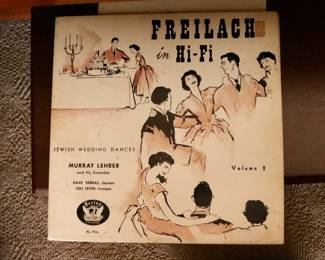 FREILACH
in Hi-Fi
JEWISH WEDDING DANCES
MURRAY LEHRER
and His Ensemble
DAVE TARRAS, clarinet
LOU LEVIN, trumpet
Volume 2
Period